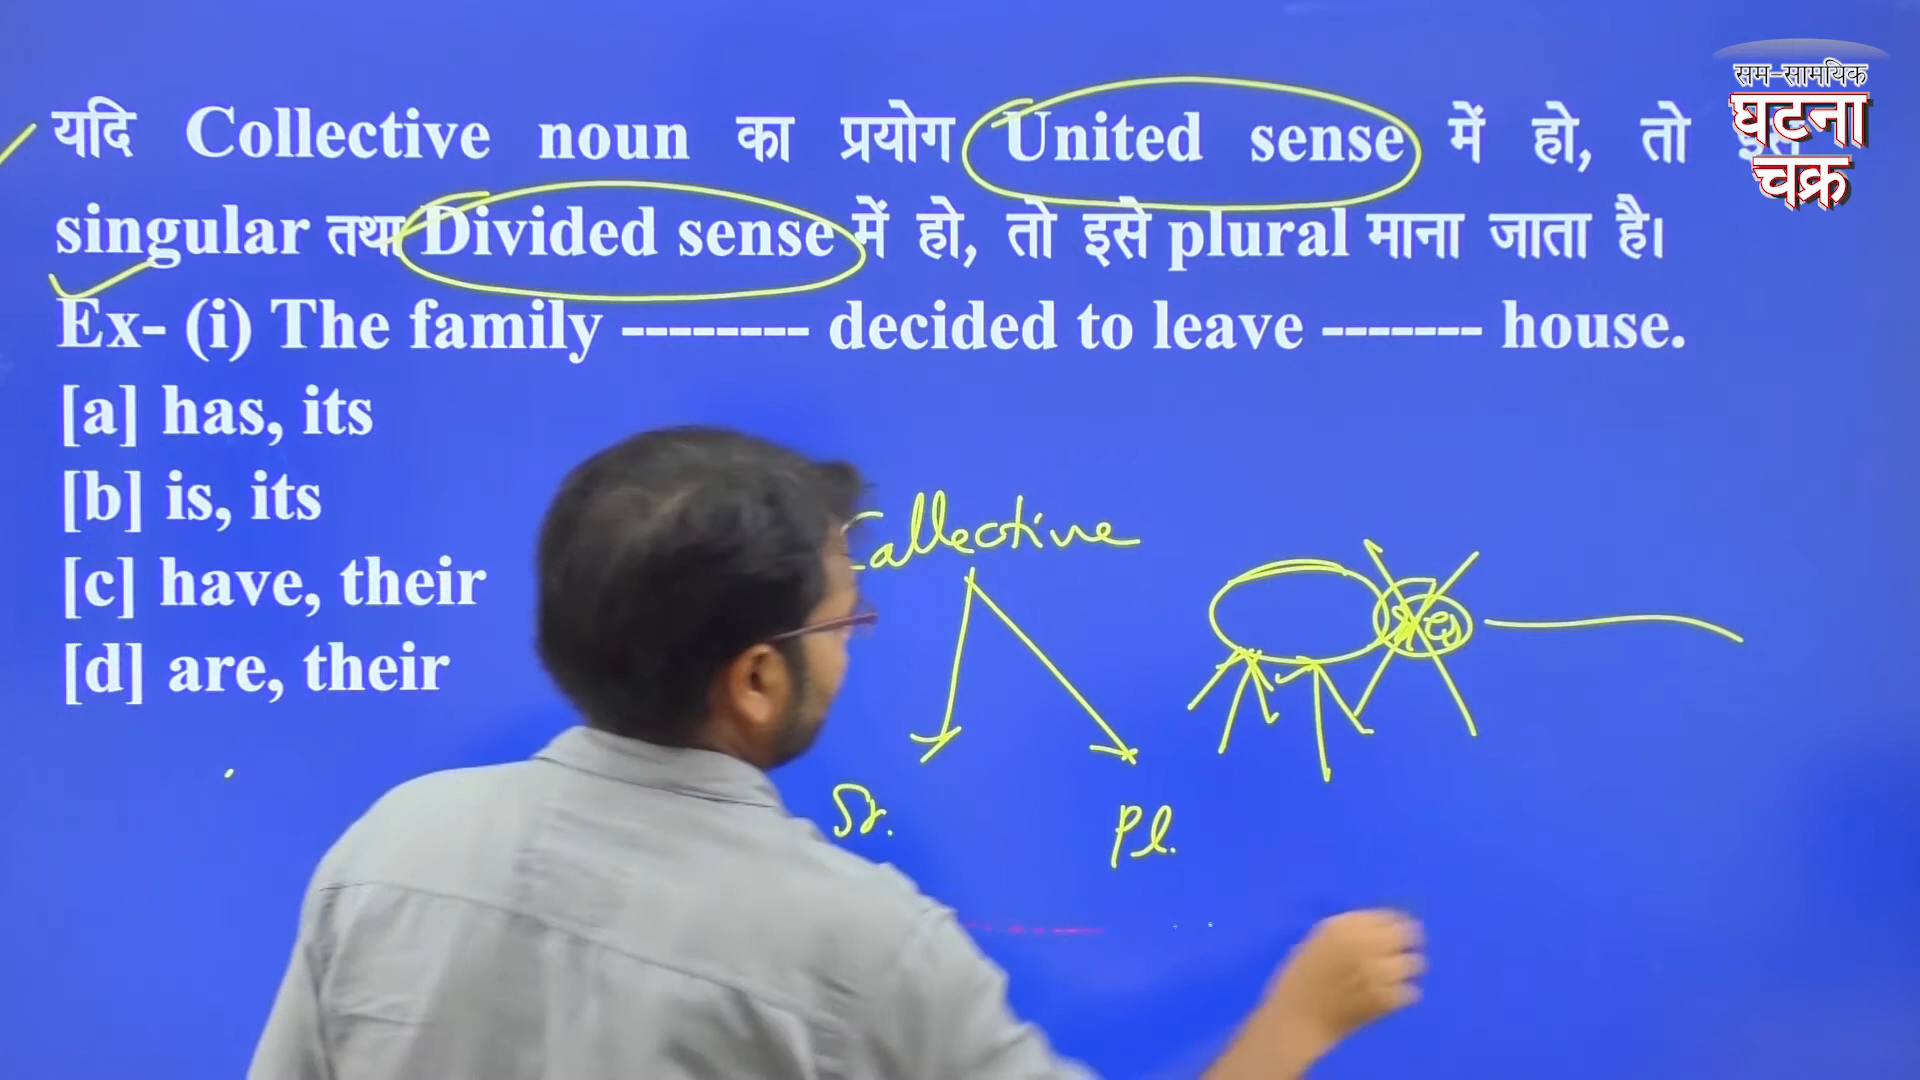 यदि Collective noun का प्रयोग United sense में हो, तो इसे
singular तथा Divided sense में हो, तो इसे plural माना जाता है।
Ex- (i) The family -------- decided to leave ------- house.
[a] has, its
[b] is, its
[c] have, their
[d] are, their
Collective
Sr.
Pl.
सम-सामयिक
घटना
चक्र